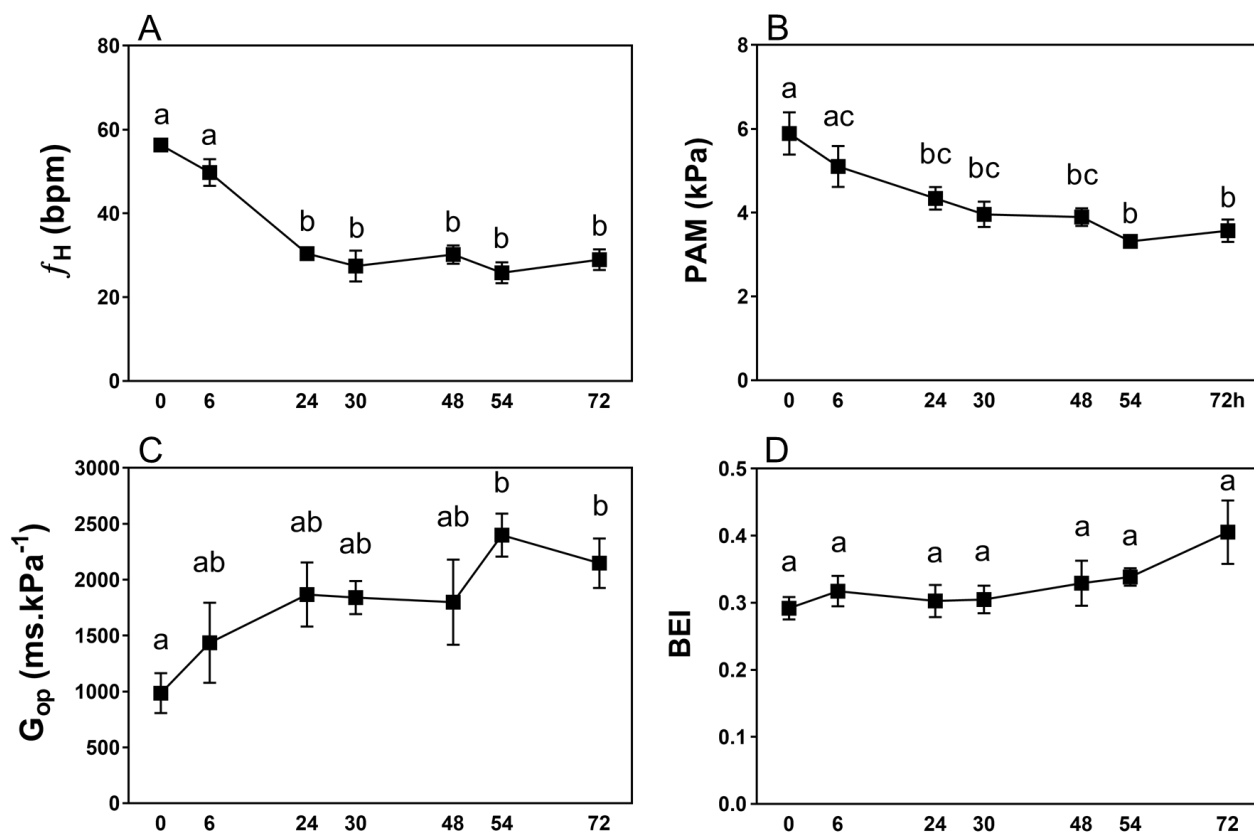 A
80
60
40
20
0
fH (bpm)
a
a
b
b
b
b
b
0 6 24 30 48 54 72
B
8
6
4
2
0
PAM (kPa)
a
ac
bc
bc
bc
b
b
0 6 24 30 48 54 72h
C
3000
2500
2000
1500
1000
500
0
Gop (ms.kPa-1)
a
ab
ab
ab
ab
b
b
0 6 24 30 48 54 72
D
0.5
0.4
0.3
0.2
0.1
0.0
BEI
a
a
a
a
a
a
a
0 6 24 30 48 54 72